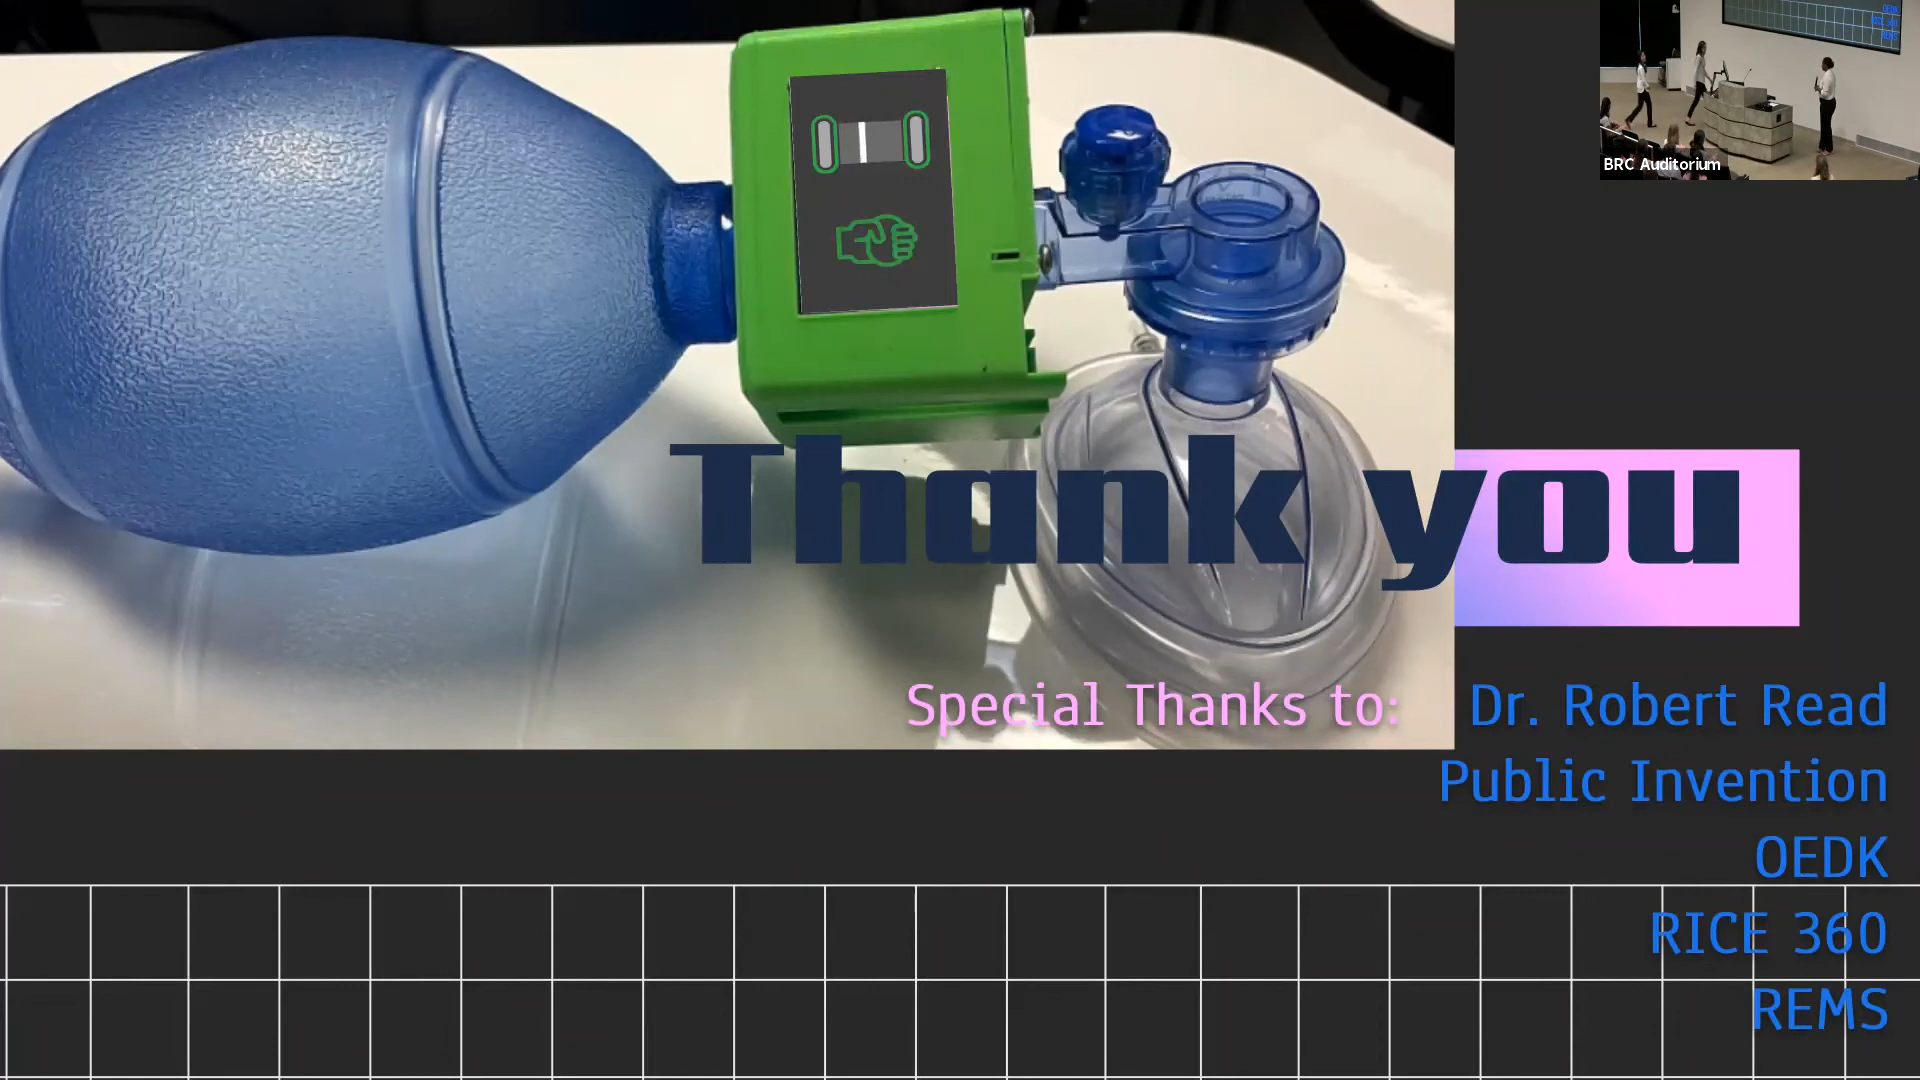 BRC Auditorium
Thank you
Special Thanks to: Dr. Robert Read
Public Invention
OEDK
RICE 360
REMS